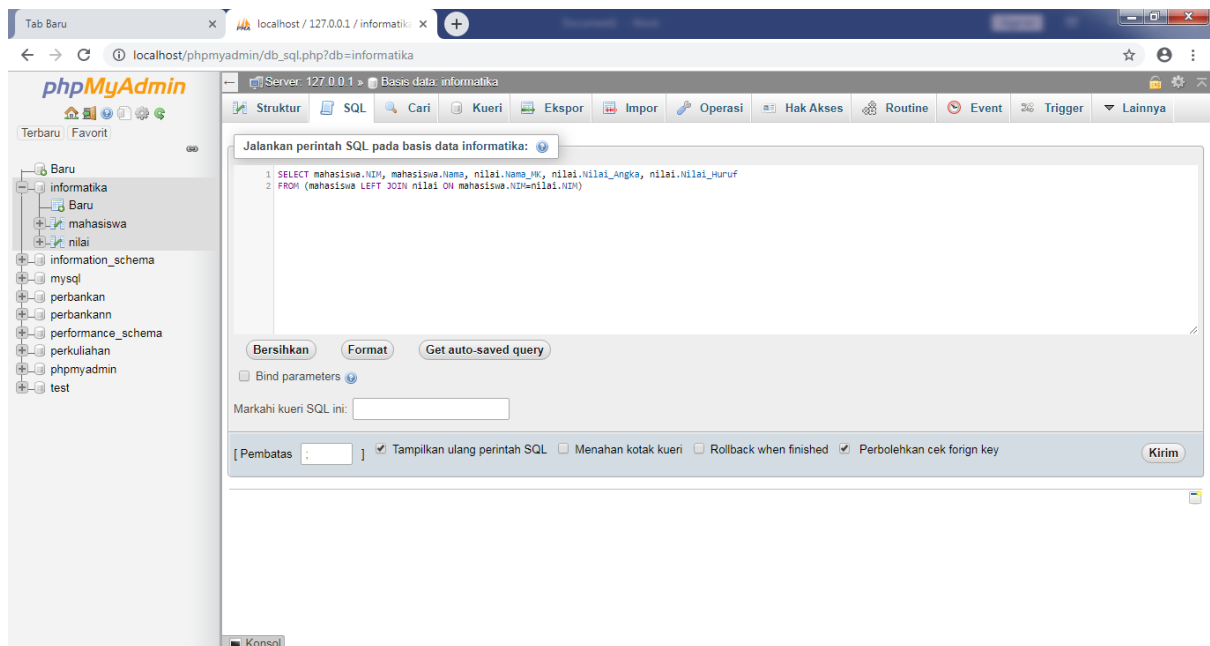 Tab Baru
localhost / 127.0.0.1 / informatik
localhost/phpmyadmin/db_sql.php?db=informatika
phpMyAdmin
Terbaru Favorit
Baru
informatika
Baru
mahasiswa
nilai
information_schema
mysql
perbankan
perbankann
performance_schema
perkuliahan
phpmyadmin
test
Server: 127.0.0.1 » Basis data: informatika
Struktur SQL Cari Kueri Ekspor Impor Operasi Hak Akses Routine Event Trigger Lainnya
Jalankan perintah SQL pada basis data informatika:
1 SELECT mahasiswa.NIM, mahasiswa.Nama, nilai.Nama_MK, nilai.Nilai_Angka, nilai.Nilai_Huruf
2 FROM (mahasiswa LEFT JOIN nilai ON mahasiswa.NIM=nilai.NIM)
Bersihkan Format Get auto-saved query
Bind parameters
Markahi kueri SQL ini:
[ Pembatas ; ] Tampilkan ulang perintah SQL Menahan kotak kueri Rollback when finished Perbolehkan cek forign key Kirim
Konsol